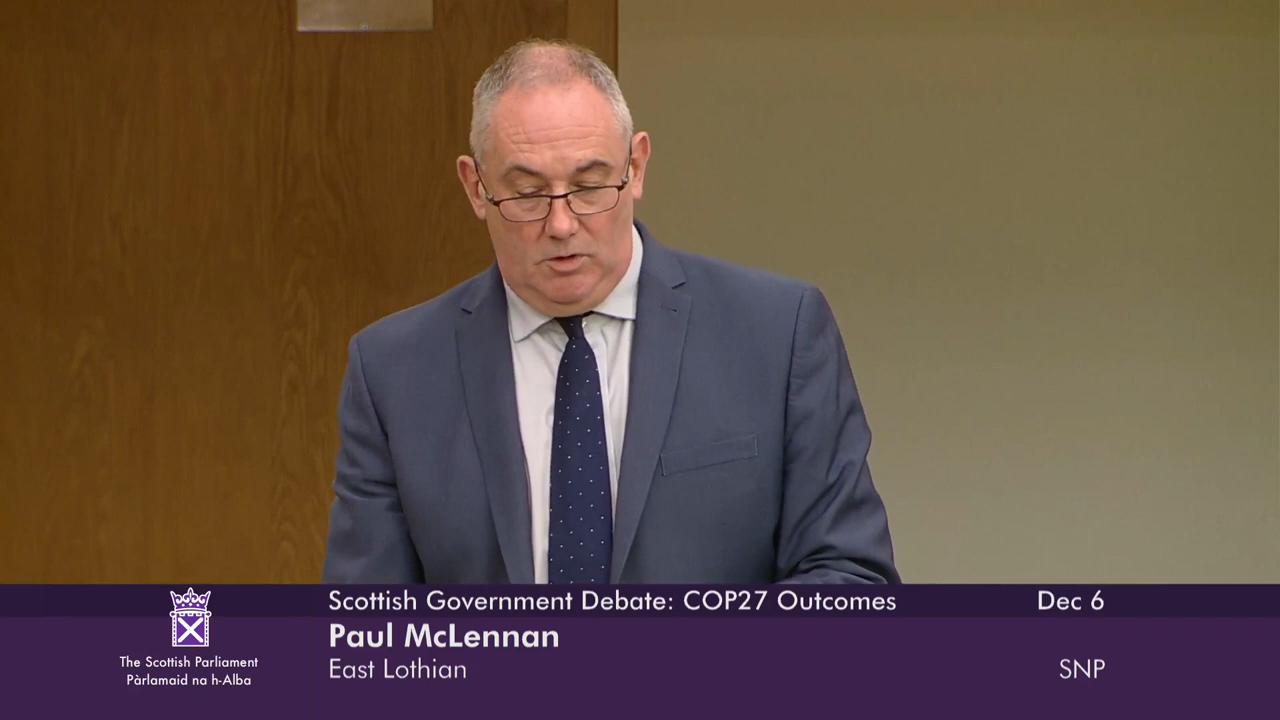 Scottish Government Debate: COP27 Outcomes Dec 6
Paul McLennan
East Lothian SNP
The Scottish Parliament
Pàrlamaid na h-Alba